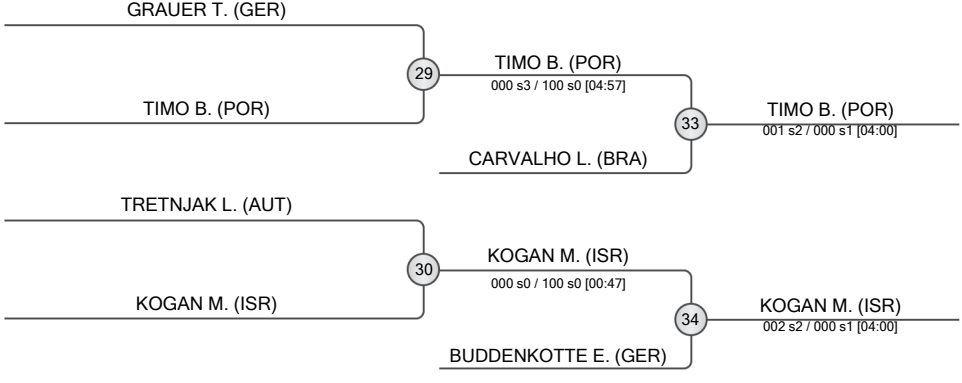 GRAUER T. (GER)
29
TIMO B. (POR)
TIMO B. (POR)
000 s3 / 100 s0 [04:57]
33
CARVALHO L. (BRA)
TIMO B. (POR)
001 s2 / 000 s1 [04:00]
TRETNJAK L. (AUT)
30
KOGAN M. (ISR)
KOGAN M. (ISR)
000 s0 / 100 s0 [00:47]
34
BUDDENKOTTE E. (GER)
KOGAN M. (ISR)
002 s2 / 000 s1 [04:00]